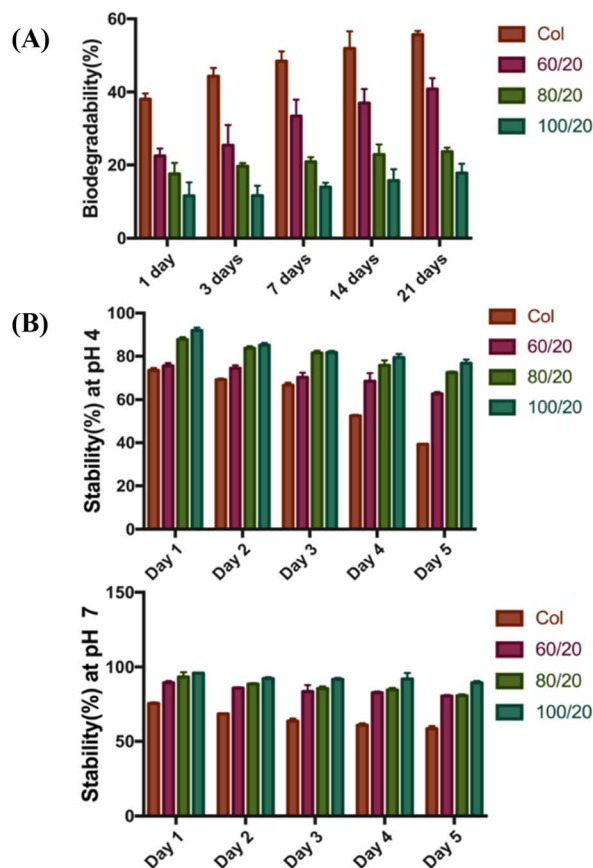 (A)
Biodegradability(%)
60
40
20
0
1 day
3 days
7 days
14 days
21 days
Col
60/20
80/20
100/20
(B)
Stability(%) at pH 4
100
80
60
40
20
0
Day 1
Day 2
Day 3
Day 4
Day 5
Col
60/20
80/20
100/20
Stability(%) at pH 7
150
100
50
0
Day 1
Day 2
Day 3
Day 4
Day 5
Col
60/20
80/20
100/20